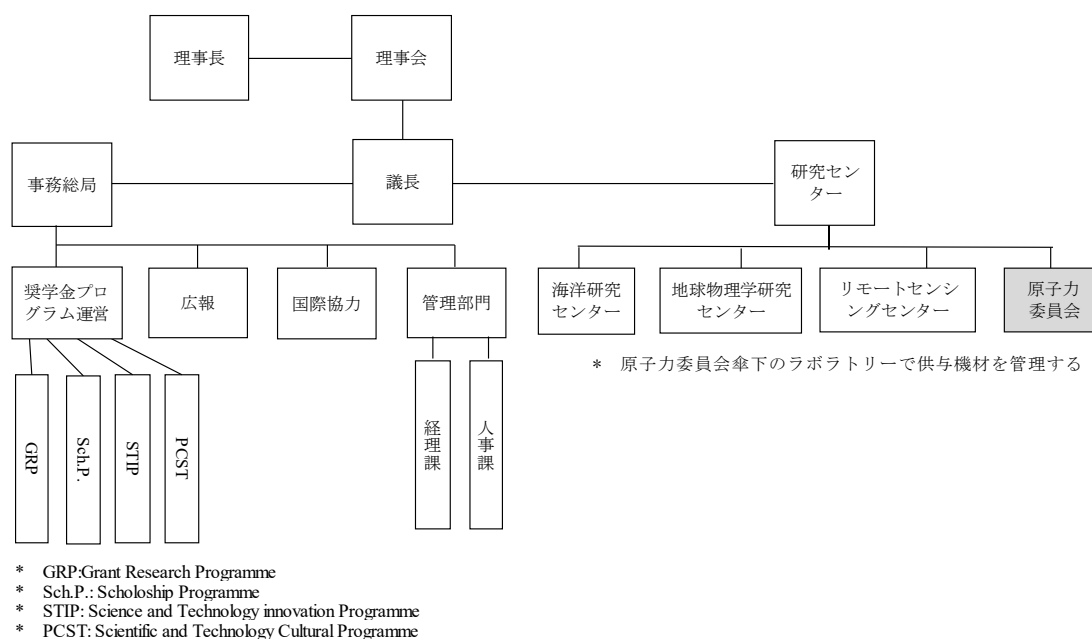 理事長
理事会
事務総局
議長
研究セン
ター
奨学金プロ
グラム運営
広報
国際協力
管理部門
海洋研究
センター
地球物理学研究
センター
リモートセンシ
ングセンター
原子力
委員会
* 原子力委員会傘下のラボラトリーで供与機材を管理する
GRP
Sch.P.
STIP
PCST
経理課
人事課
* GRP:Grant Research Programme
* Sch.P.: Scholoship Programme
* STIP: Science and Technology innovation Programme
* PCST: Scientific and Technology Cultural Programme